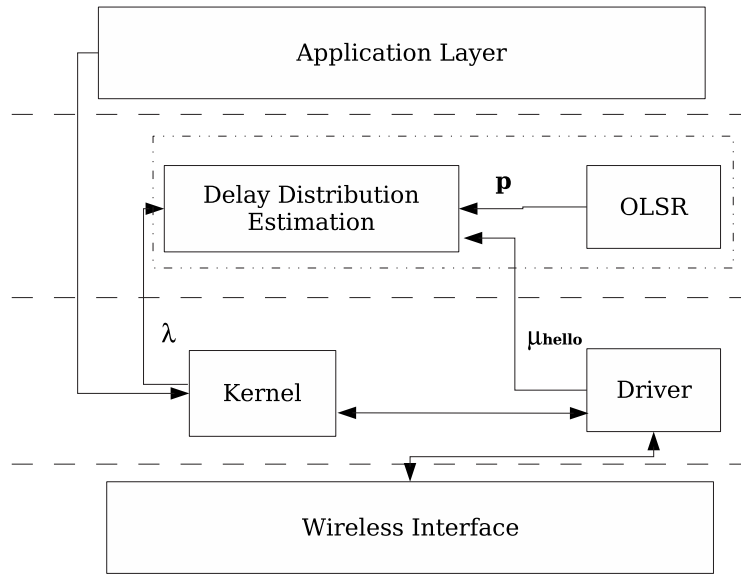 Application Layer
p
Delay Distribution
Estimation
OLSR
λ
μhello
Kernel
Driver
Wireless Interface